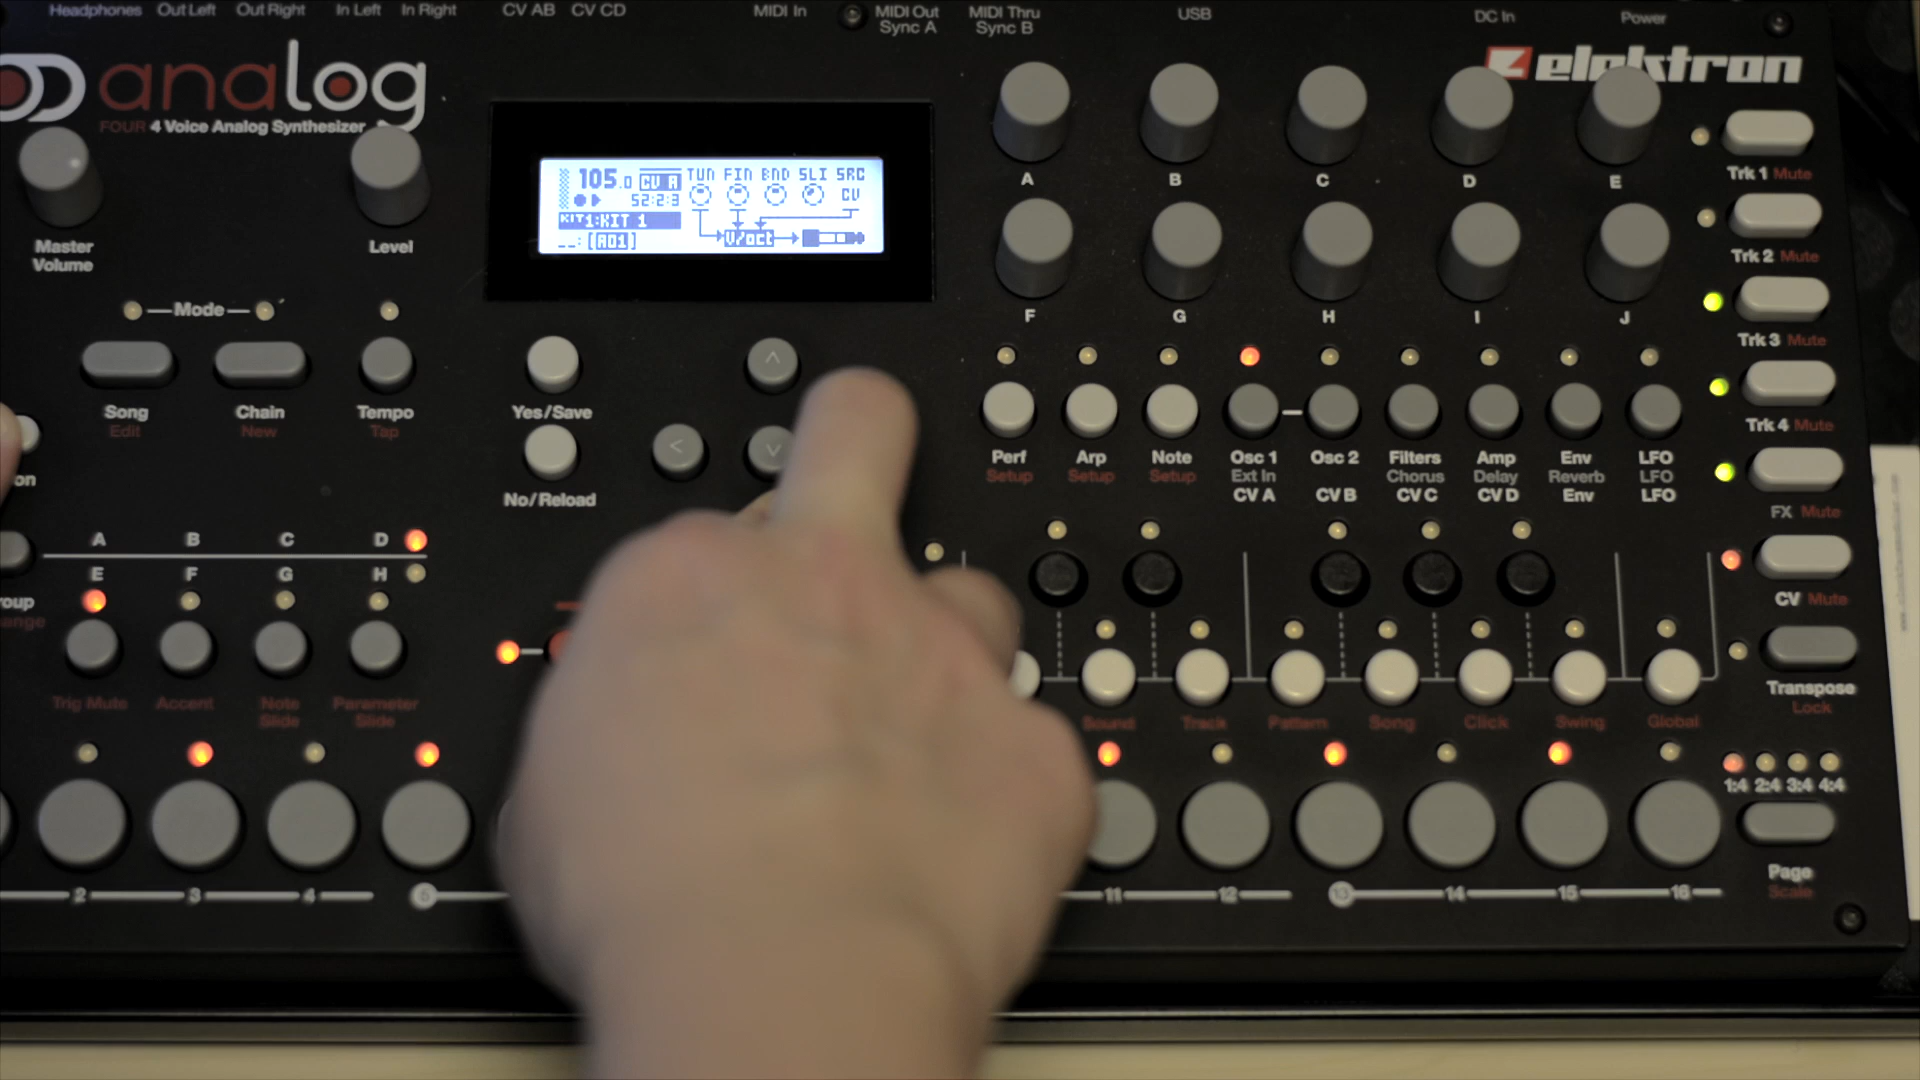 Headphones Out Left Out Right In Left In Right CV AB CV CD MIDI In MIDI Out Sync A MIDI Thru Sync B USB DC In Power
analog
FOUR 4 Voice Analog Synthesizer
elektron
105.0 CV A TUN FIN BND SLI SRC
52:2:3 CV
KIT 1:KIT 1
__:[A01] V/oct
Master Volume
Level
A B C D E
F G H I J
Trk 1 Mute
Trk 2 Mute
Trk 3 Mute
Trk 4 Mute
FX Mute
CV Mute
Transpose
Lock
Mode
Song
Edit
Chain
New
Tempo
Tap
Yes/Save
No/Reload
Perf Arp Note Osc 1 Osc 2 Filters Amp Env LFO
Setup Setup Setup Ext In Chorus Delay Reverb LFO
CV A CV B CV C CV D Env LFO
A B C D
E F G H
Trig Mute
Accent
Note Slide
Parameter Slide
Sound Track Pattern Song Click Swing Global
1:4 2:4 3:4 4:4
Page
Scale
2 3 4 5 11 12 13 14 15 16